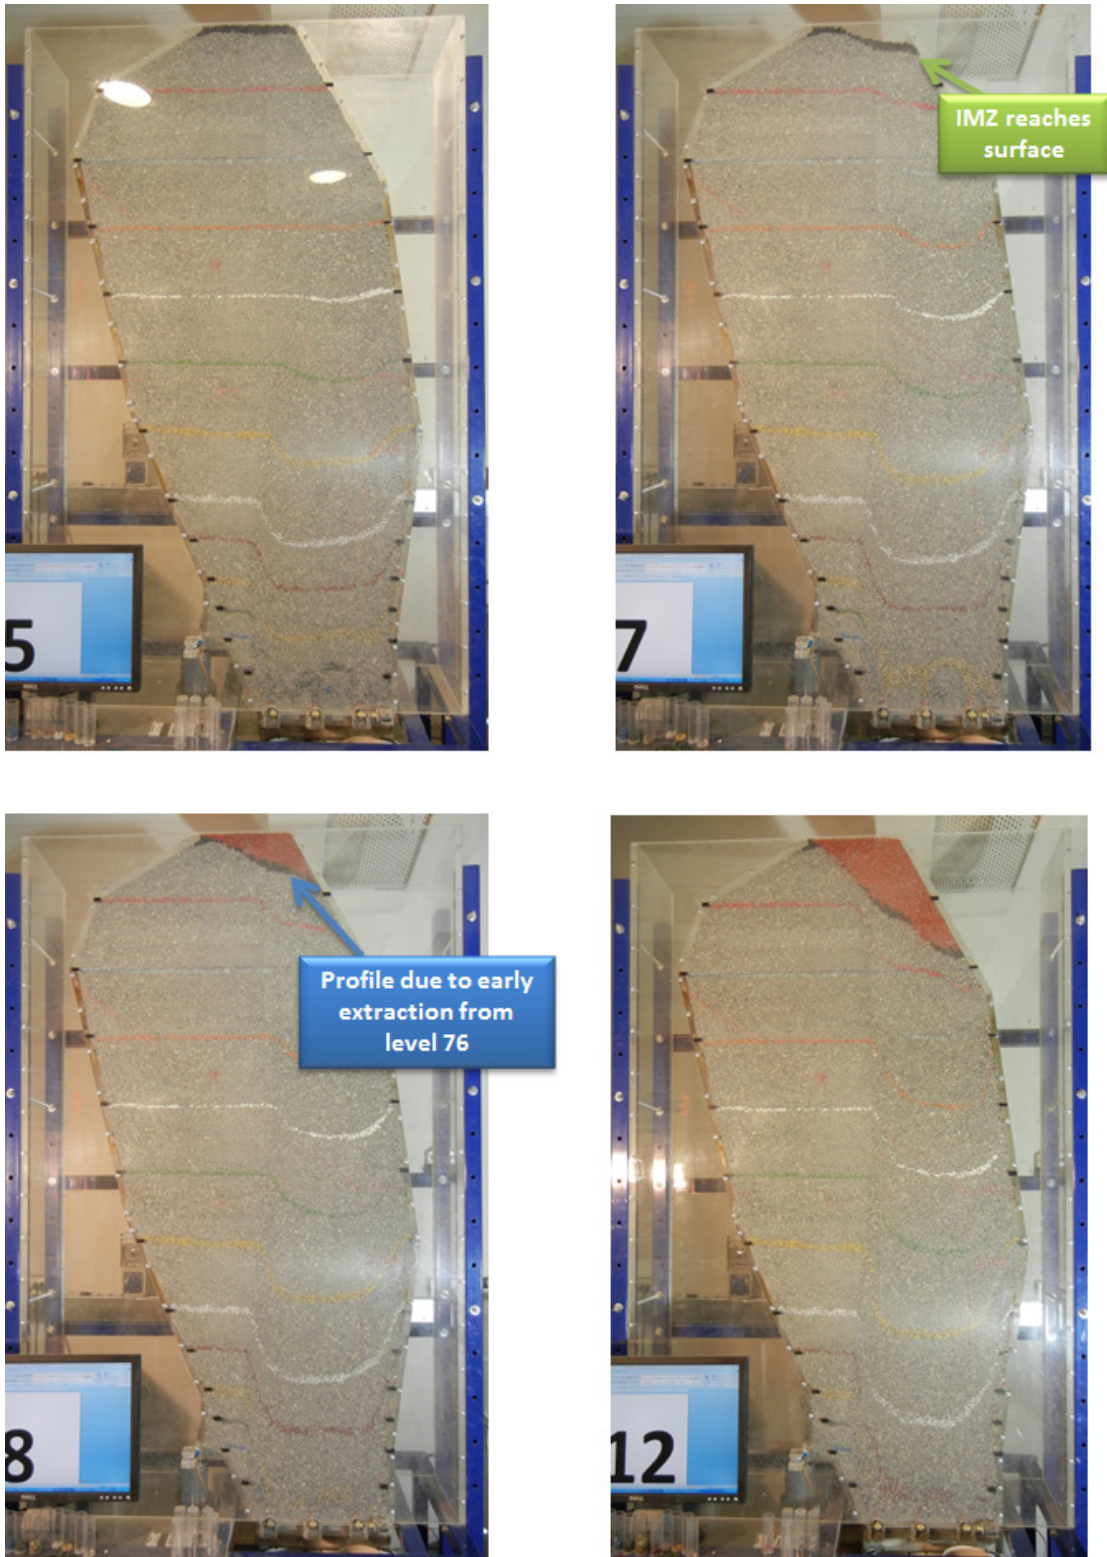 5
7
IMZ reaches
surface
8
Profile due to early
extraction from
level 76
12